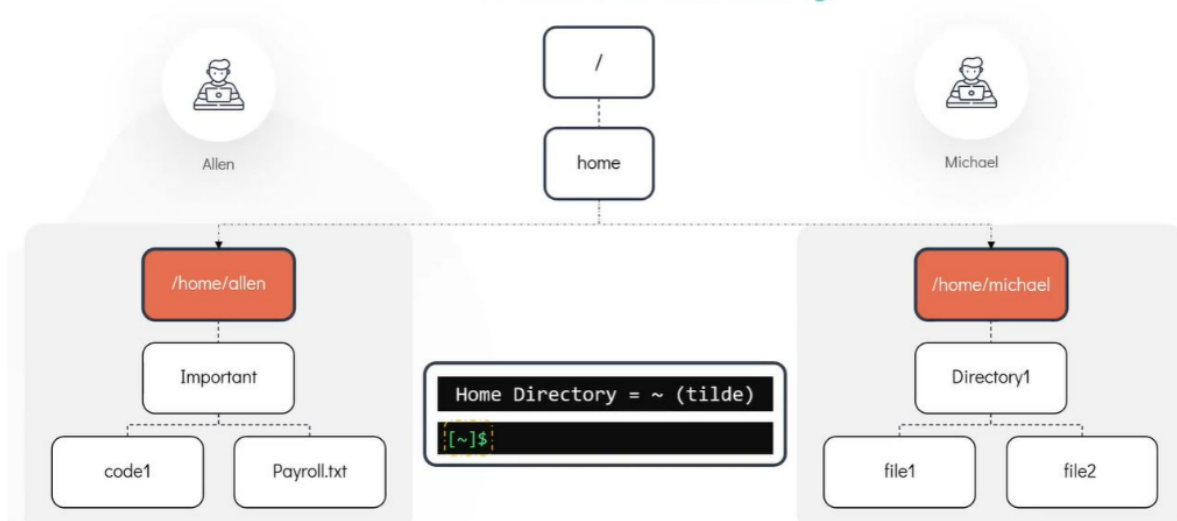 /
Allen
home
Michael
/home/allen
/home/michael
Important
Directory1
Home Directory = ~ (tilde)
[~]$
code1
Payroll.txt
file1
file2